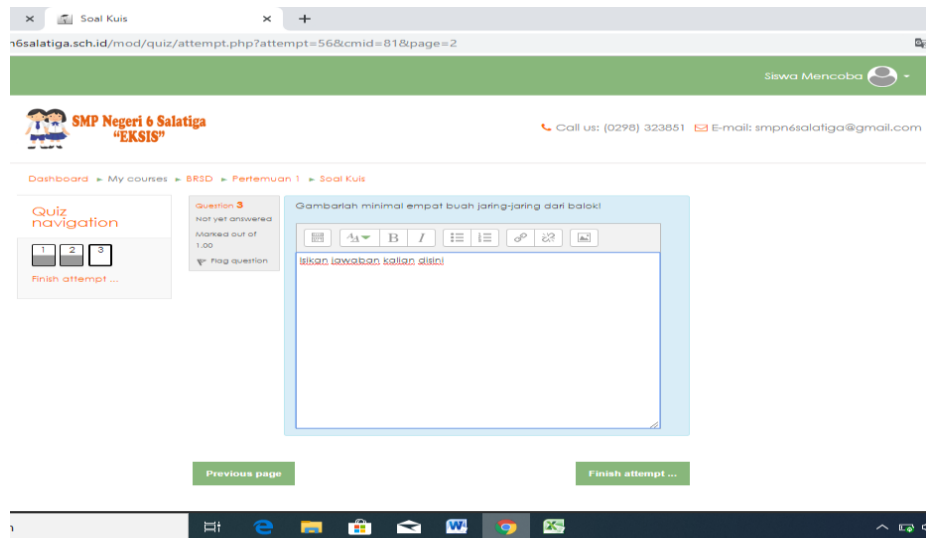 Soal Kuis
n6salatiga.sch.id/mod/quiz/attempt.php?attempt=56&cmid=81&page=2
Siswa Mencoba
SMP Negeri 6 Salatiga
“EKSIS”
Call us: (0298) 323851 E-mail: smpn6salatiga@gmail.com
Dashboard ► My courses ► BRSD ► Pertemuan 1 ► Soal Kuis
Quiz
navigation
1 2 3
Finish attempt ...
Question 3
Not yet answered
Marked out of
1.00
Flag question
Gambarlah minimal empat buah jaring-jaring dari balok!
B I
Isikan jawaban kalian disini
Previous page
Finish attempt ...